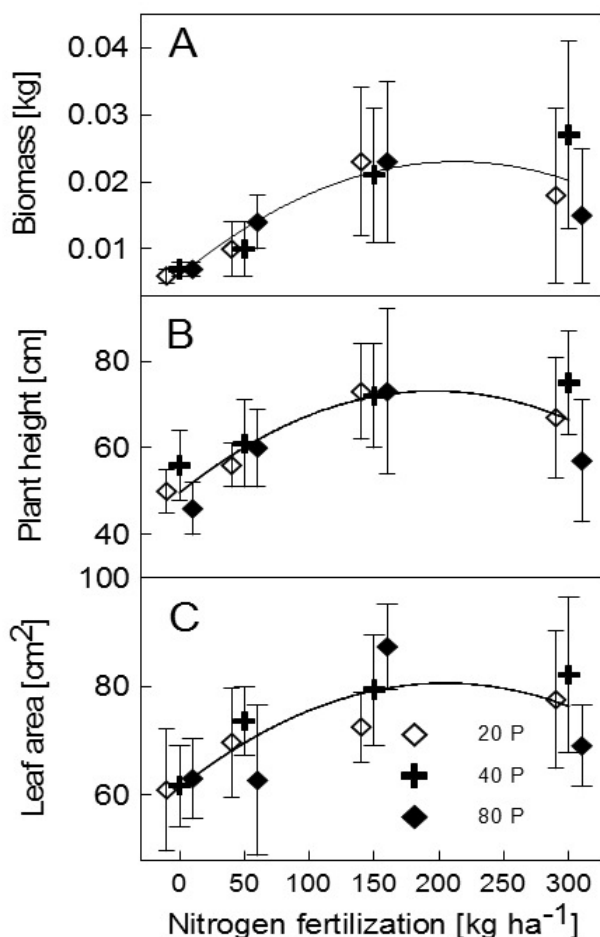 A
Biomass [kg]
0.04
0.03
0.02
0.01
B
Plant height [cm]
80
60
40
C
Leaf area [cm²]
100
80
60
20 P
40 P
80 P
0 50 100 150 200 250 300
Nitrogen fertilization [kg ha⁻¹]